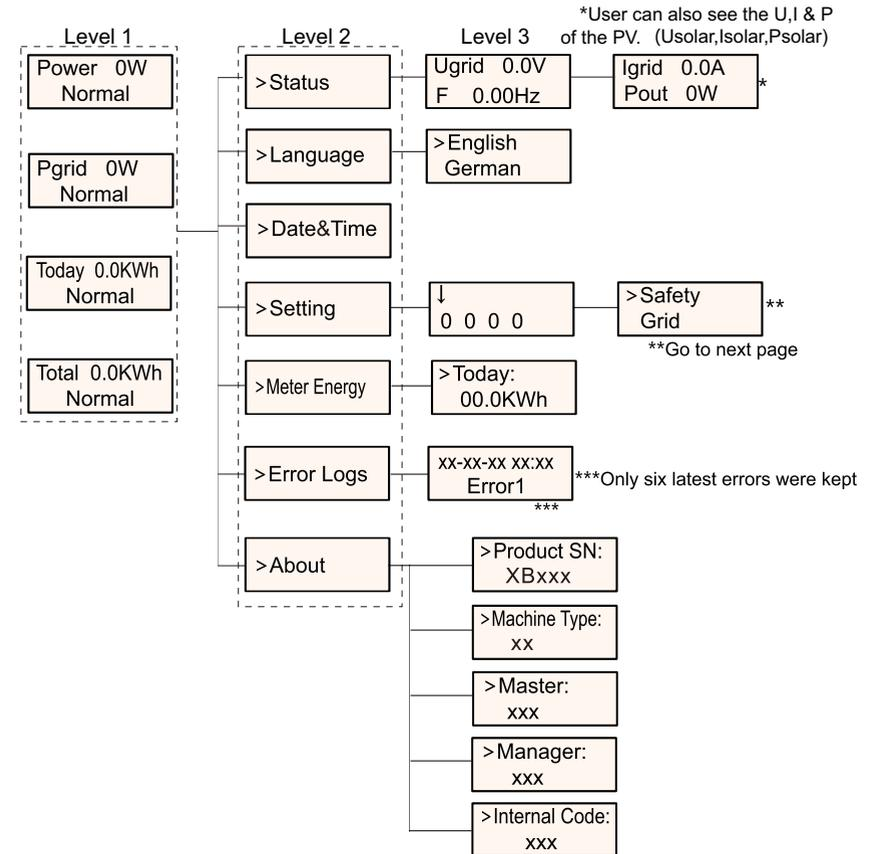 *User can also see the U,I & P
of the PV. (Usolar,Isolar,Psolar)
Level 1
Level 2
Level 3
Power 0W
Normal
Pgrid 0W
Normal
Today 0.0KWh
Normal
Total 0.0KWh
Normal
>Status
Ugrid 0.0V
F 0.00Hz
Igrid 0.0A
Pout 0W
*
>Language
>English
German
>Date&Time
>Setting
↓
0 0 0 0
>Safety
Grid
**
**Go to next page
>Meter Energy
>Today:
00.0KWh
>Error Logs
xx-xx-xx xx:xx
Error1
***Only six latest errors were kept
***
>About
>Product SN:
XBxxx
>Machine Type:
xx
>Master:
xxx
>Manager:
xxx
>Internal Code:
xxx